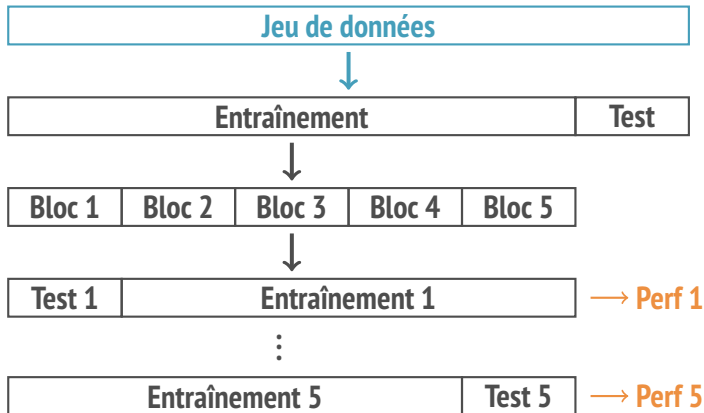 Jeu de données
Entraînement Test
Bloc 1 Bloc 2 Bloc 3 Bloc 4 Bloc 5
Test 1 Entraînement 1 → Perf 1
⋮
Entraînement 5 Test 5 → Perf 5